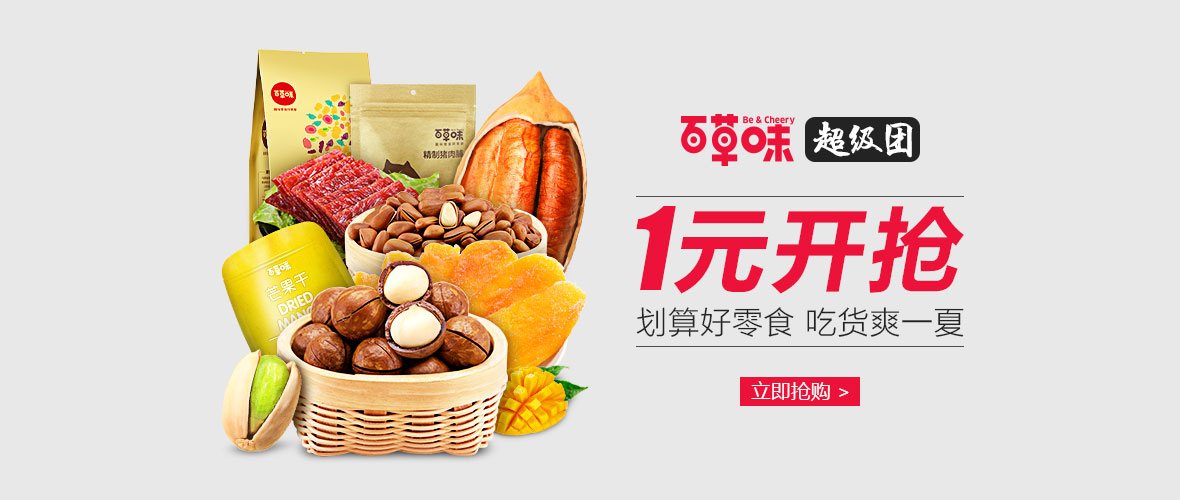 百草味
百草味
精制猪肉脯
百草味
芒果干
DRIED
百草味
Be & Cheery
超级团
1元开抢
划算好零食 吃货爽一夏
立即抢购 >